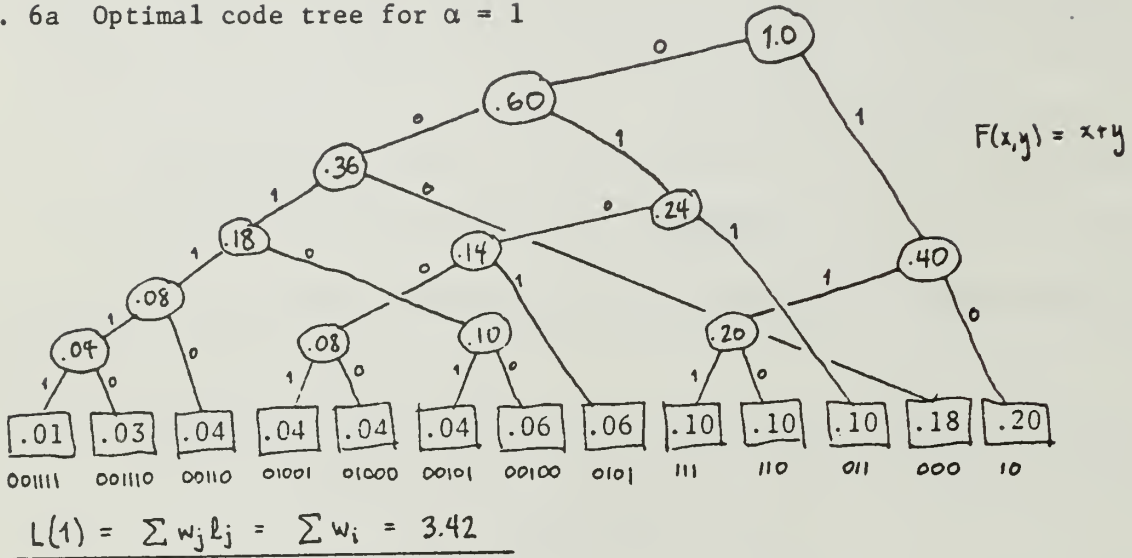 . 6a Optimal code tree for α = 1
0 1.0
.60
0 1 1
F(x,y) = x+y
.36
1 0 0 .24
.18 1
1 0 .14
0 1 .40
.08 1
1 .10 .20 0
.04 0 .08
1 0 1 0 1 0 1 0
.01 .03 .04 .04 .04 .04 .06 .06 .10 .10 .10 .18 .20
001111 001110 00110 01001 01000 00101 00100 0101 111 110 011 000 10
L(1) = Σ wⱼ ℓⱼ = Σ wᵢ = 3.42